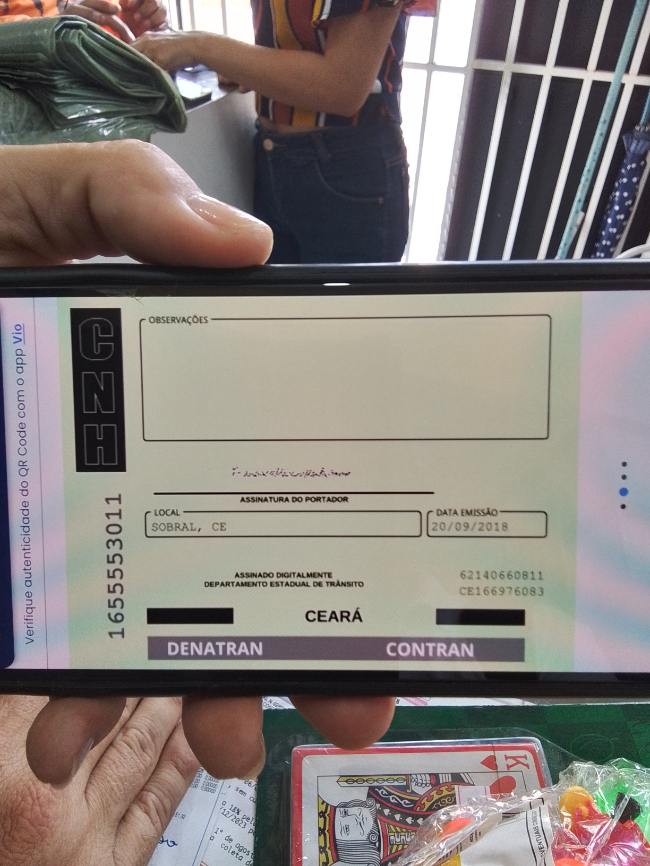 Verifique autenticidade do QR Code com o app Vio
CNH
1655553011
OBSERVAÇÕES
ASSINATURA DO PORTADOR
LOCAL
SOBRAL, CE
DATA EMISSÃO
20/09/2018
ASSINADO DIGITALMENTE
DEPARTAMENTO ESTADUAL DE TRÂNSITO
62140660811
CE166976083
CEARÁ
DENATRAN CONTRAN
K